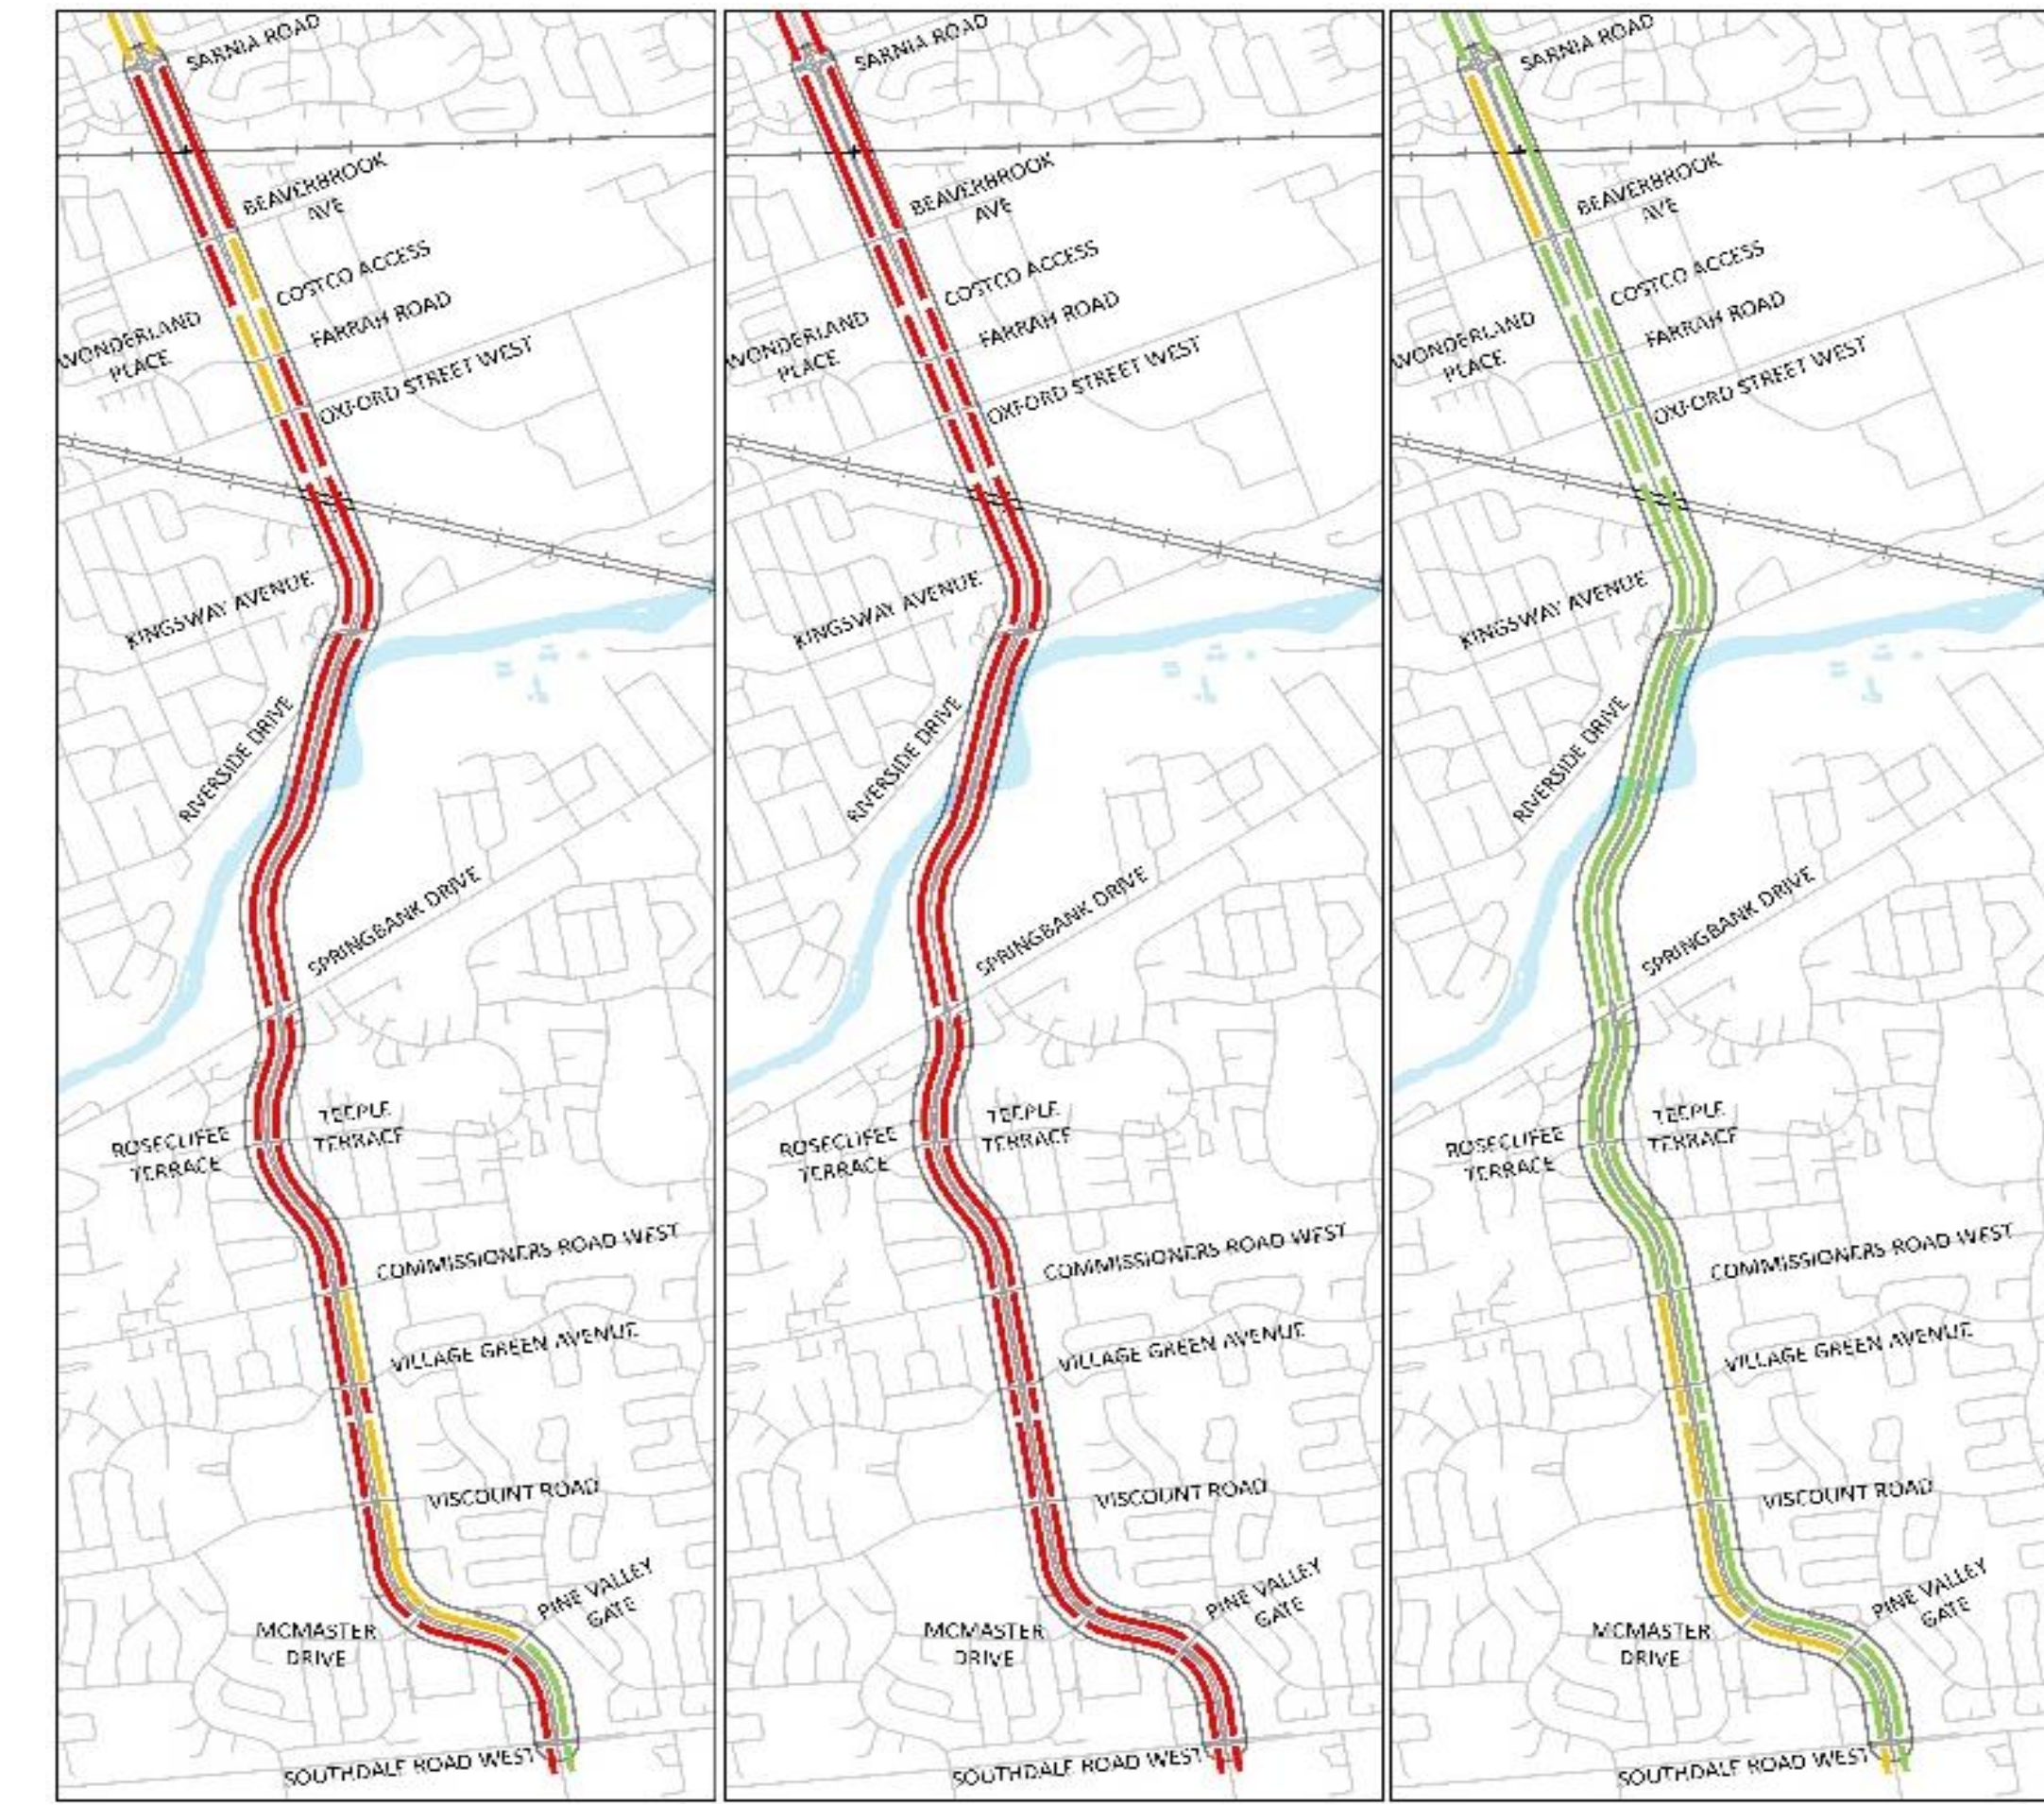 SARNIA ROAD
BEAVERBROOK
AVE
COSTCO ACCESS
FARRAH ROAD
WONDERLAND
PLACE
OXFORD STREET WEST
KINGSWAY AVENUE
RIVERSIDE DRIVE
SPRINGBANK DRIVE
TEEPLE
TERRACE
ROSECLIFFE
TERRACE
COMMISSIONERS ROAD WEST
VILLAGE GREEN AVENUE
VISCOUNT ROAD
PINE VALLEY
GATE
MCMASTER
DRIVE
SOUTHDALE ROAD WEST
SARNIA ROAD
BEAVERBROOK
AVE
COSTCO ACCESS
FARRAH ROAD
WONDERLAND
PLACE
OXFORD STREET WEST
KINGSWAY AVENUE
RIVERSIDE DRIVE
SPRINGBANK DRIVE
TEEPLE
TERRACE
ROSECLIFFE
TERRACE
COMMISSIONERS ROAD WEST
VILLAGE GREEN AVENUE
VISCOUNT ROAD
PINE VALLEY
GATE
MCMASTER
DRIVE
SOUTHDALE ROAD WEST
SARNIA ROAD
BEAVERBROOK
AVE
COSTCO ACCESS
FARRAH ROAD
WONDERLAND
PLACE
OXFORD STREET WEST
KINGSWAY AVENUE
RIVERSIDE DRIVE
SPRINGBANK DRIVE
TEEPLE
TERRACE
ROSECLIFFE
TERRACE
COMMISSIONERS ROAD WEST
VILLAGE GREEN AVENUE
VISCOUNT ROAD
PINE VALLEY
GATE
MCMASTER
DRIVE
SOUTHDALE ROAD WEST